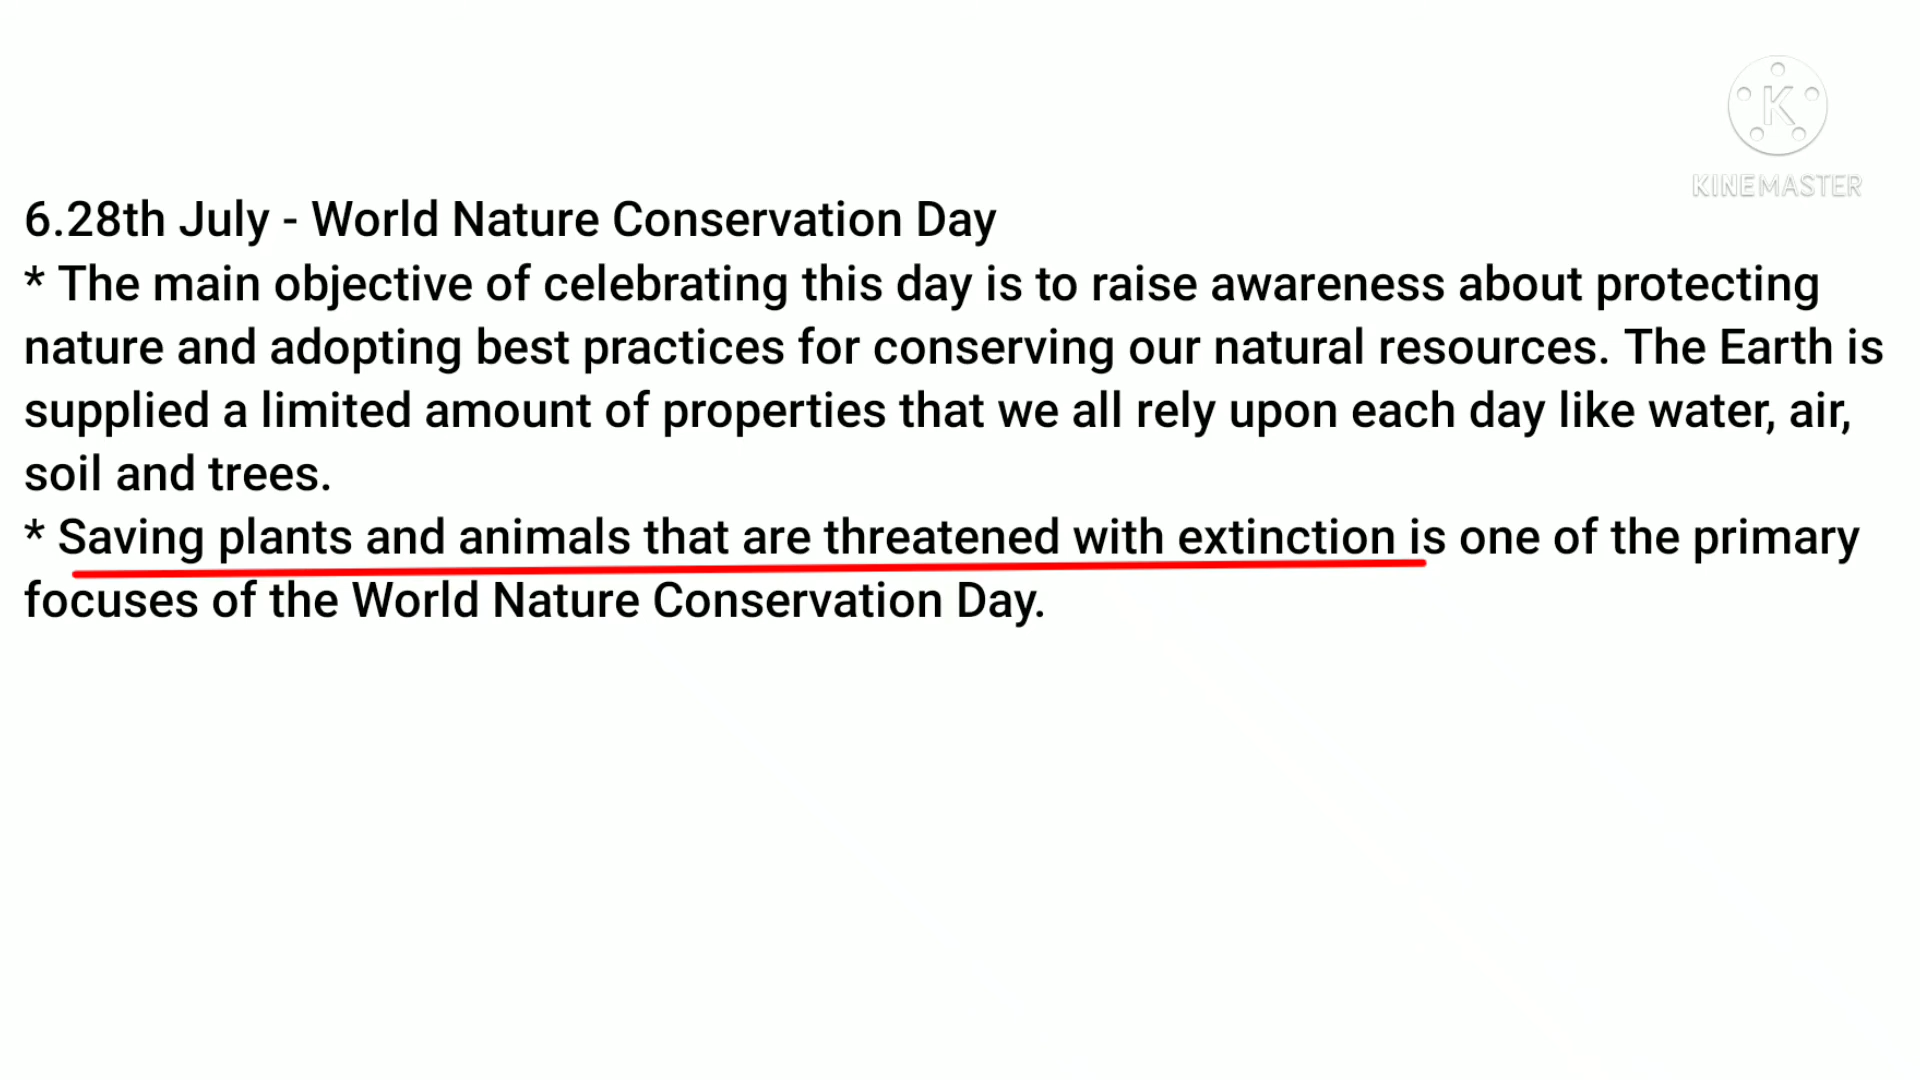 K
KINEMASTER
6.28th July - World Nature Conservation Day
* The main objective of celebrating this day is to raise awareness about protecting
nature and adopting best practices for conserving our natural resources. The Earth is
supplied a limited amount of properties that we all rely upon each day like water, air,
soil and trees.
* Saving plants and animals that are threatened with extinction is one of the primary
focuses of the World Nature Conservation Day.